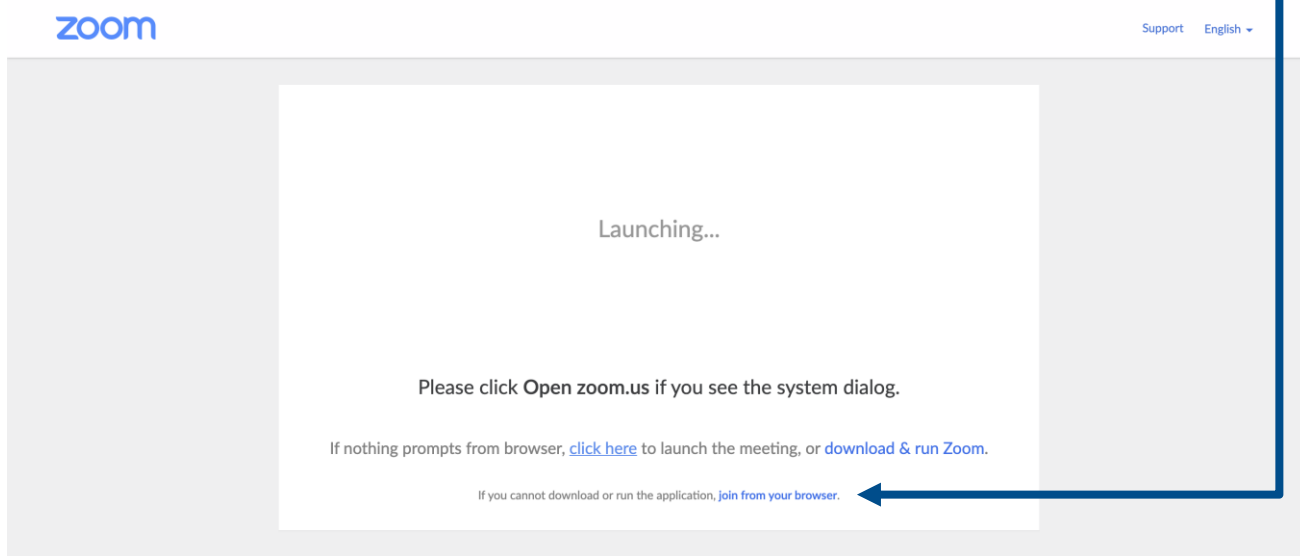 zoom
Support English
Launching...
Please click Open zoom.us if you see the system dialog.
If nothing prompts from browser, click here to launch the meeting, or download & run Zoom.
If you cannot download or run the application, join from your browser.